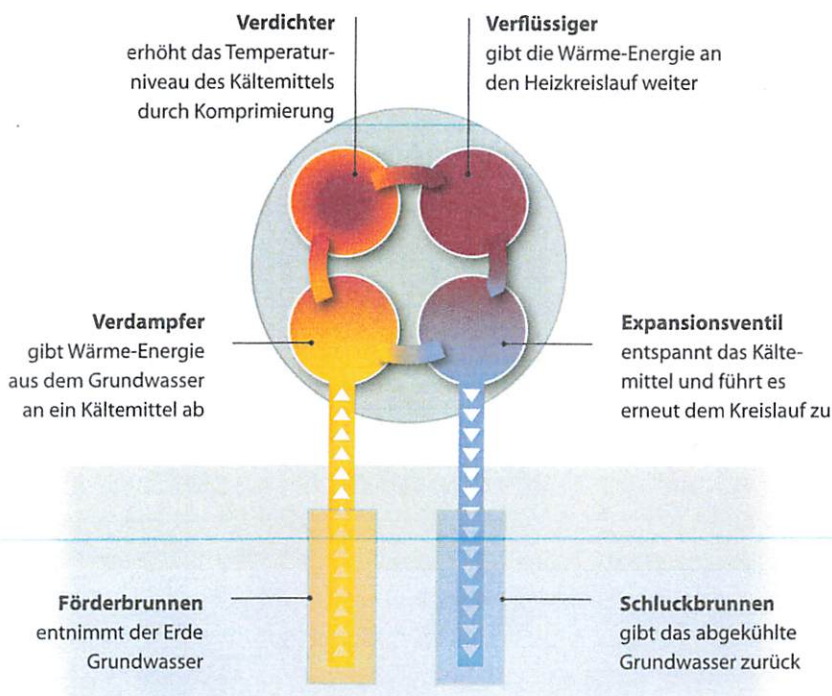 Verdichter
erhöht das Temperatur-
niveau des Kältemittels
durch Komprimierung
Verflüssiger
gibt die Wärme-Energie an
den Heizkreislauf weiter
Verdampfer
gibt Wärme-Energie
aus dem Grundwasser
an ein Kältemittel ab
Expansionsventil
entspannt das Kälte-
mittel und führt es
erneut dem Kreislauf zu
Förderbrunnen
entnimmt der Erde
Grundwasser
Schluckbrunnen
gibt das abgekühlte
Grundwasser zurück